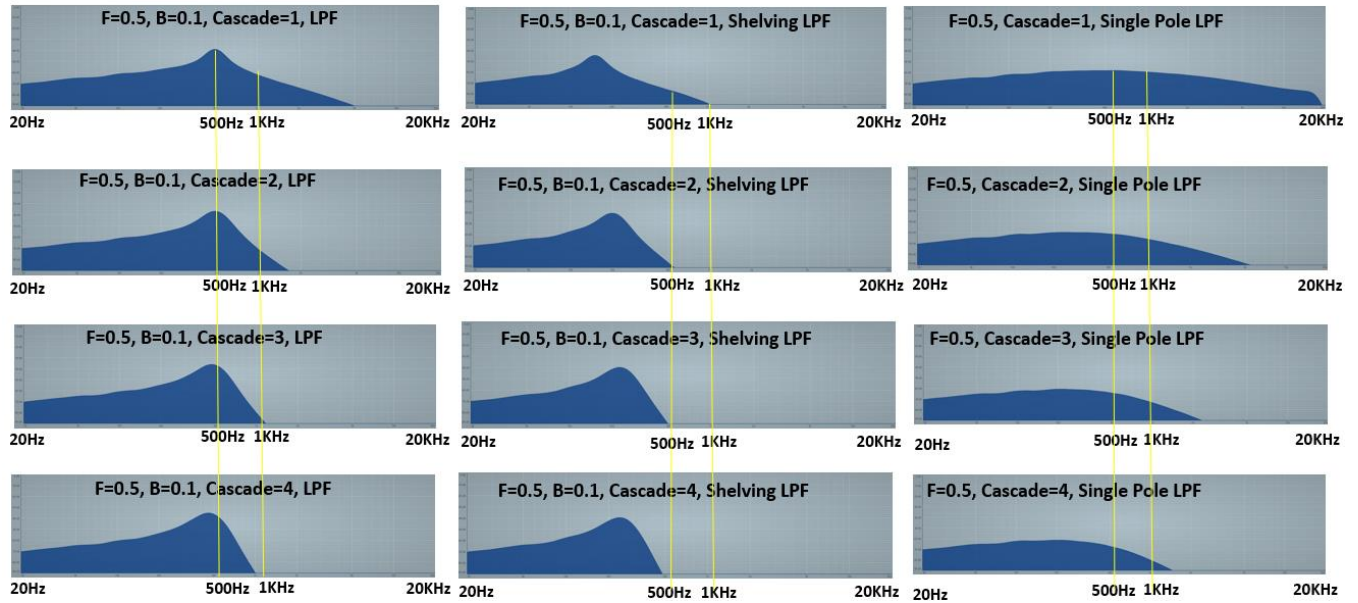 F=0.5, B=0.1, Cascade=1, LPF
20Hz 500Hz 1KHz 20KHz
F=0.5, B=0.1, Cascade=1, Shelving LPF
20Hz 500Hz 1KHz 20KHz
F=0.5, Cascade=1, Single Pole LPF
20Hz 500Hz 1KHz 20KHz
F=0.5, B=0.1, Cascade=2, LPF
20Hz 500Hz 1KHz 20KHz
F=0.5, B=0.1, Cascade=2, Shelving LPF
20Hz 500Hz 1KHz 20KHz
F=0.5, Cascade=2, Single Pole LPF
20Hz 500Hz 1KHz 20KHz
F=0.5, B=0.1, Cascade=3, LPF
20Hz 500Hz 1KHz 20KHz
F=0.5, B=0.1, Cascade=3, Shelving LPF
20Hz 500Hz 1KHz 20KHz
F=0.5, Cascade=3, Single Pole LPF
20Hz 500Hz 1KHz 20KHz
F=0.5, B=0.1, Cascade=4, LPF
20Hz 500Hz 1KHz 20KHz
F=0.5, B=0.1, Cascade=4, Shelving LPF
20Hz 500Hz 1KHz 20KHz
F=0.5, Cascade=4, Single Pole LPF
20Hz 500Hz 1KHz 20KHz